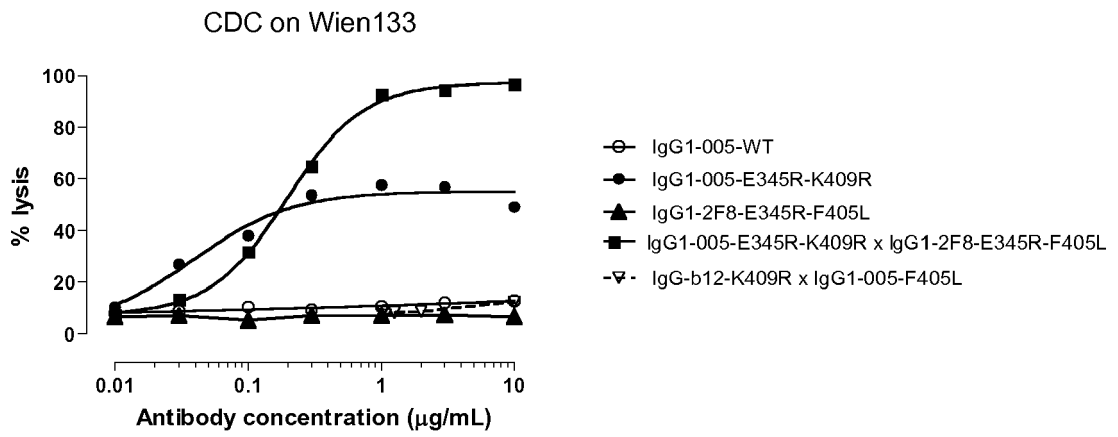 CDC on Wien133
% lysis
100
80
60
40
20
0
0.01
0.1
1
10
Antibody concentration (μg/mL)
IgG1-005-WT
IgG1-005-E345R-K409R
IgG1-2F8-E345R-F405L
IgG1-005-E345R-K409R x IgG1-2F8-E345R-F405L
IgG-b12-K409R x IgG1-005-F405L